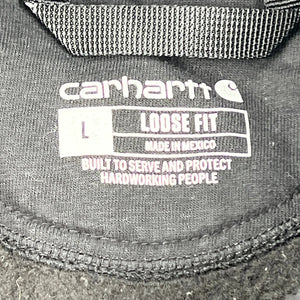 carhartt
L LOOSE FIT
MADE IN MEXICO
BUILT TO SERVE AND PROTECT
HARDWORKING PEOPLE